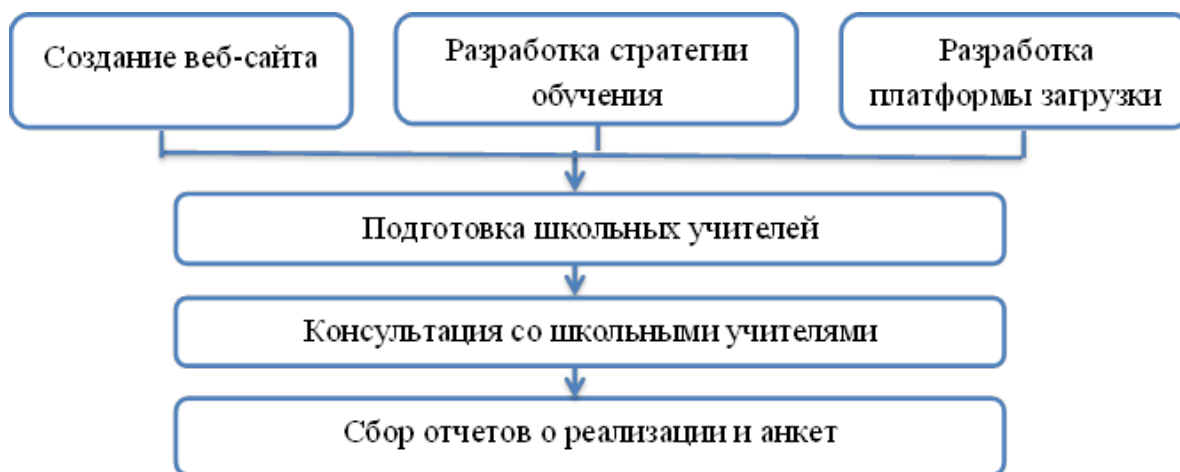 Создание веб-сайта
Разработка стратегии
обучения
Разработка
платформы загрузки
Подготовка школьных учителей
Консультация со школьными учителями
Сбор отчетов о реализации и анкет